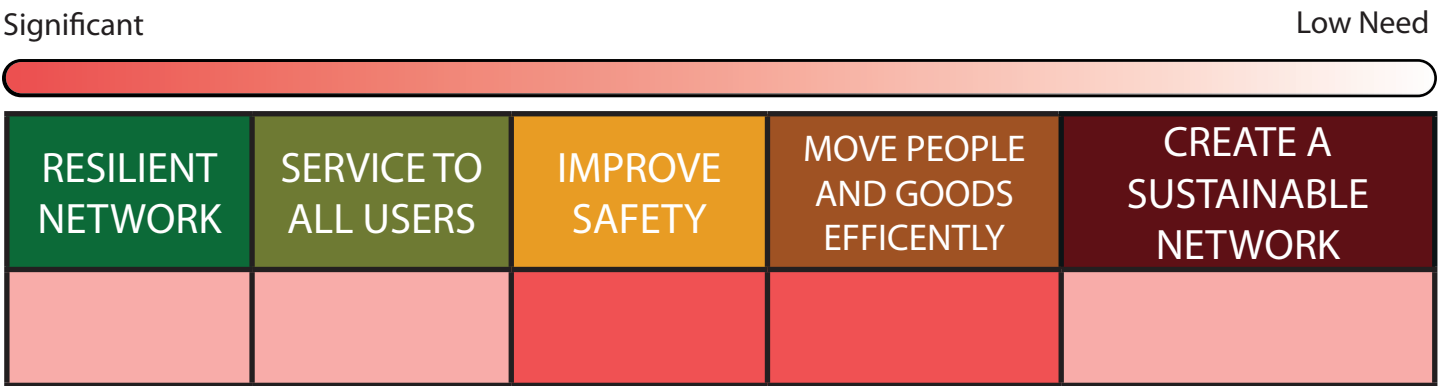 Significant
Low Need
RESILIENT
NETWORK
SERVICE TO
ALL USERS
IMPROVE
SAFETY
MOVE PEOPLE
AND GOODS
EFFICENTLY
CREATE A
SUSTAINABLE
NETWORK